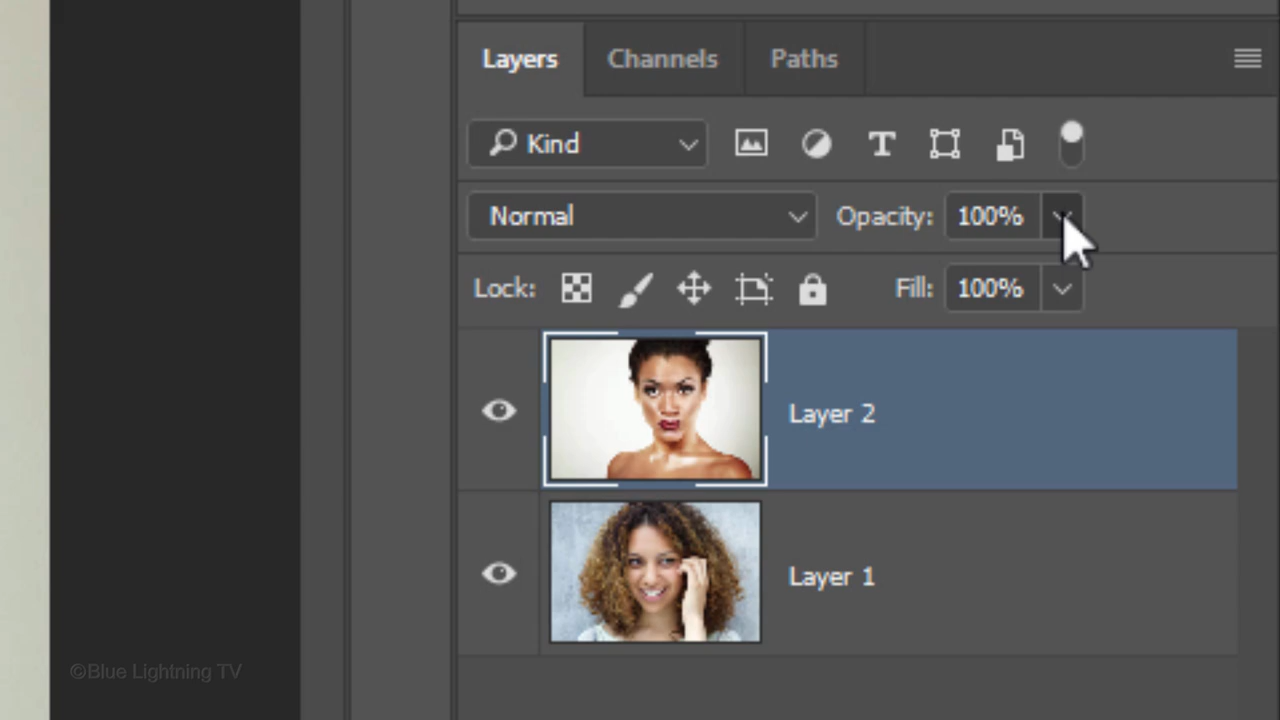 Layers Channels Paths
Kind
Normal Opacity: 100%
Lock: Fill: 100%
Layer 2
Layer 1
©Blue Lightning TV